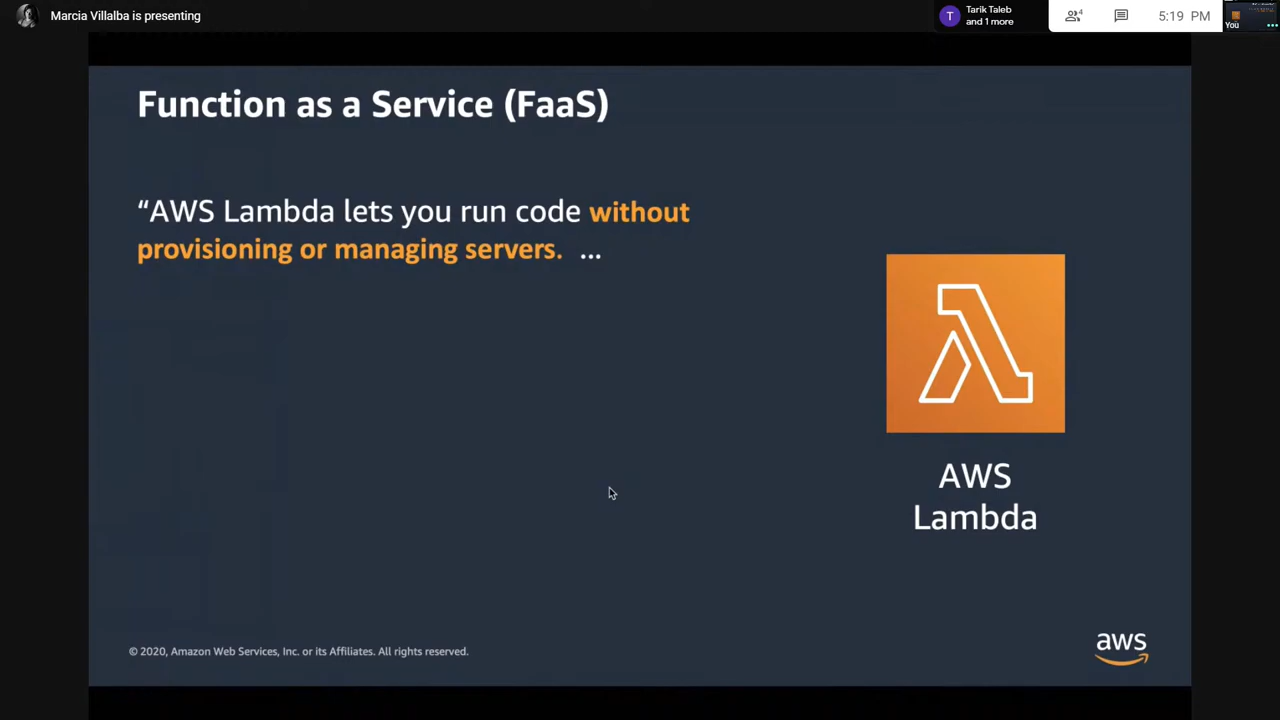 Marcia Villalba is presenting
T
Tarik Taleb
and 1 more
4
5:19 PM
You
Function as a Service (FaaS)
“AWS Lambda lets you run code without
provisioning or managing servers. ...
AWS
Lambda
© 2020, Amazon Web Services, Inc. or its Affiliates. All rights reserved.
aws